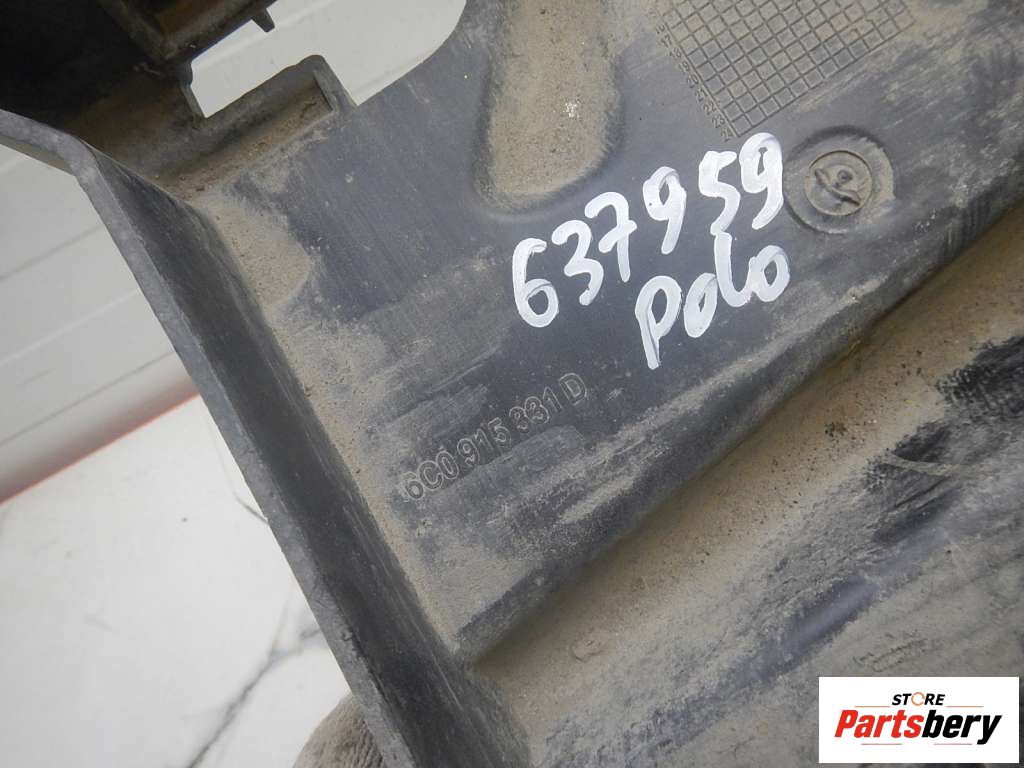 637959
Polo
6C0 915 331 D
STORE
Partsbery